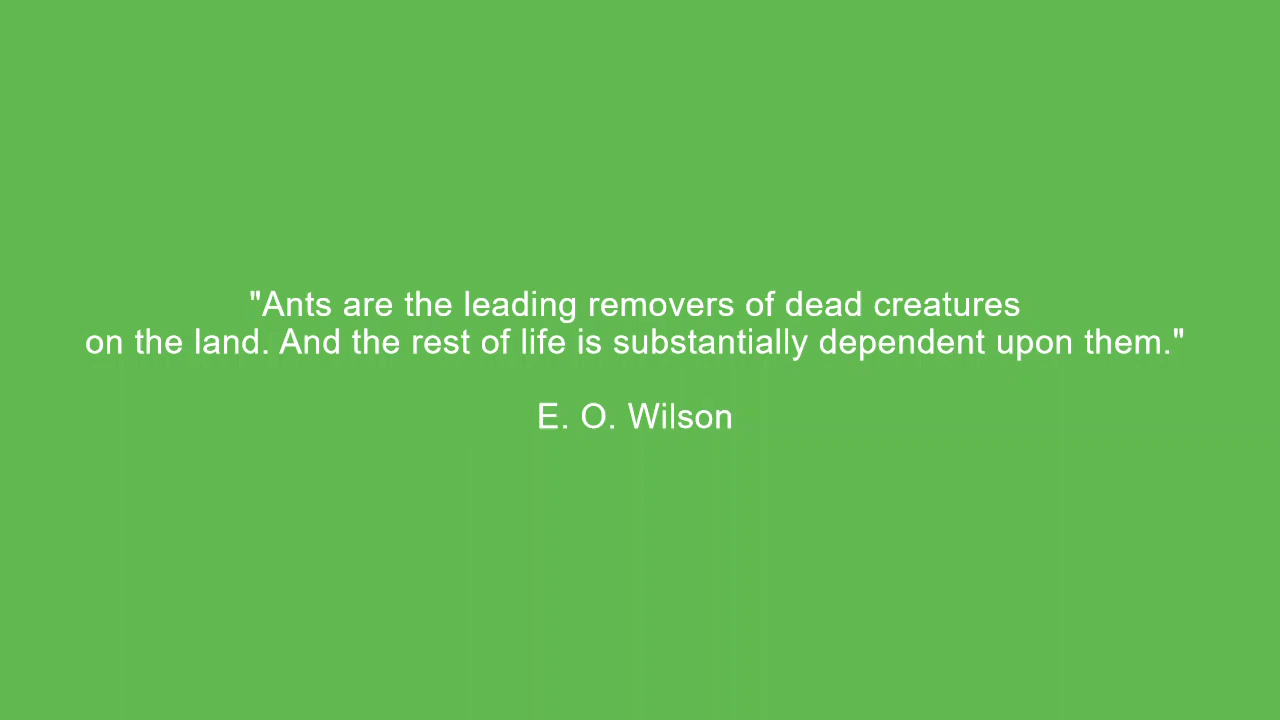 "Ants are the leading removers of dead creatures
on the land. And the rest of life is substantially dependent upon them."
E. O. Wilson